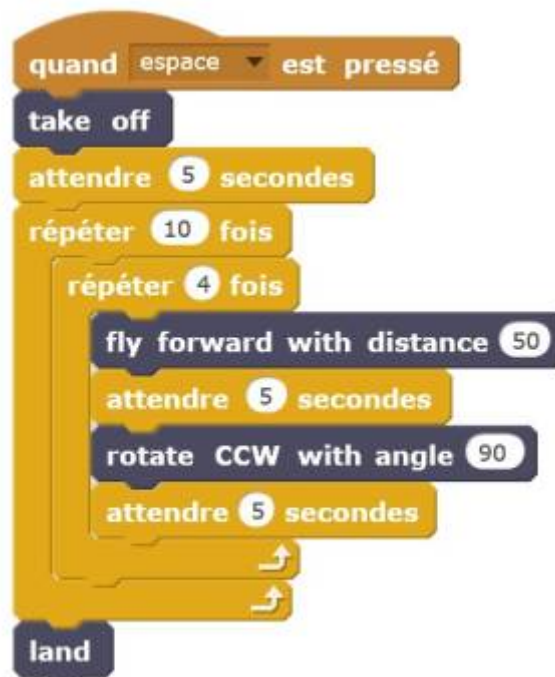 quand espace est pressé
take off
attendre 5 secondes
répéter 10 fois
répéter 4 fois
fly forward with distance 50
attendre 5 secondes
rotate CCW with angle 90
attendre 5 secondes
land